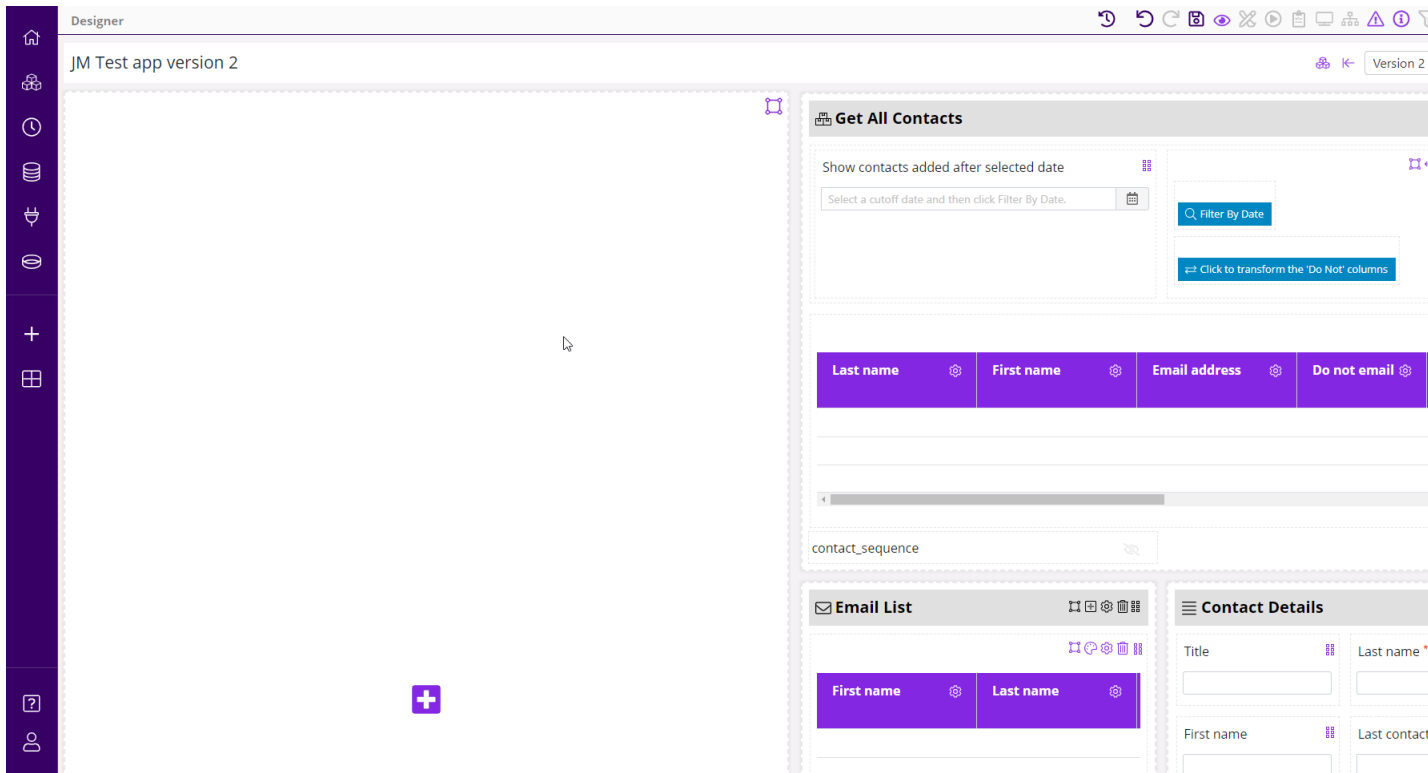 Designer
JM Test app version 2
Version 2
Get All Contacts
Show contacts added after selected date
Select a cutoff date and then click Filter By Date.
Filter By Date
Click to transform the 'Do Not' columns
Last name
First name
Email address
Do not email
contact_sequence
Email List
First name
Last name
Contact Details
Title
Last name *
First name
Last contact